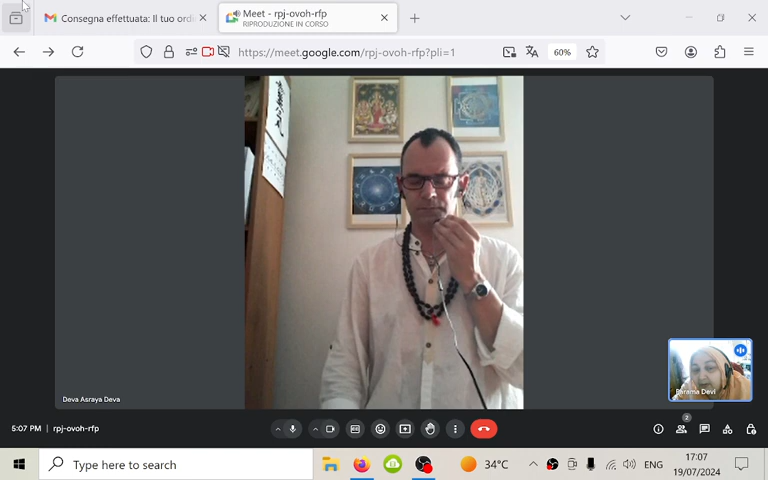 Consegna effettuata: Il tuo ordi
Meet - rpj-ovoh-rfp
RIPRODUZIONE IN CORSO
https://meet.google.com/rpj-ovoh-rfp?pli=1
60%
Deva Asraya Deva
Parama Devi
5:07 PM | rpj-ovoh-rfp
2
Type here to search
34°C
ENG
17:07
19/07/2024